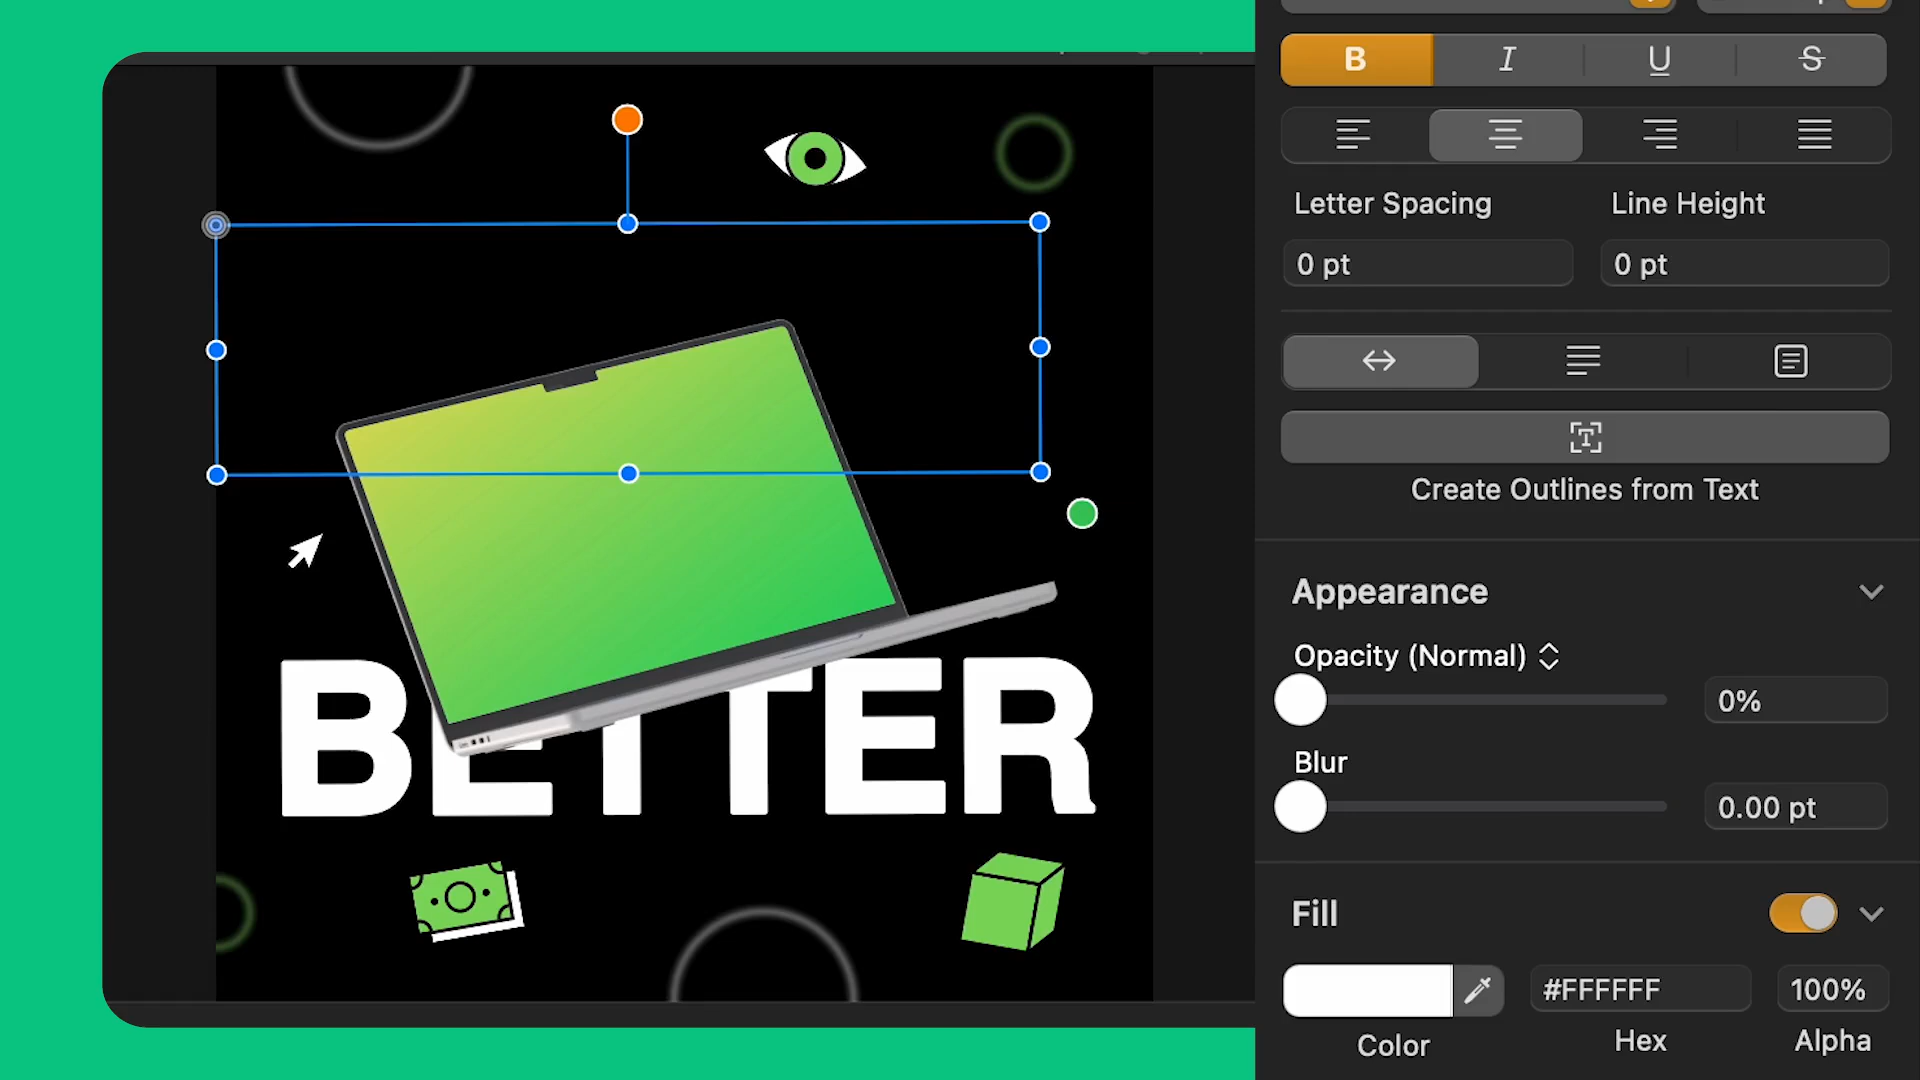 B I U S
Letter Spacing
Line Height
0 pt
0 pt
Create Outlines from Text
Appearance
Opacity (Normal)
0%
Blur
0.00 pt
BETTER
Fill
#FFFFFF
100%
Color
Hex
Alpha